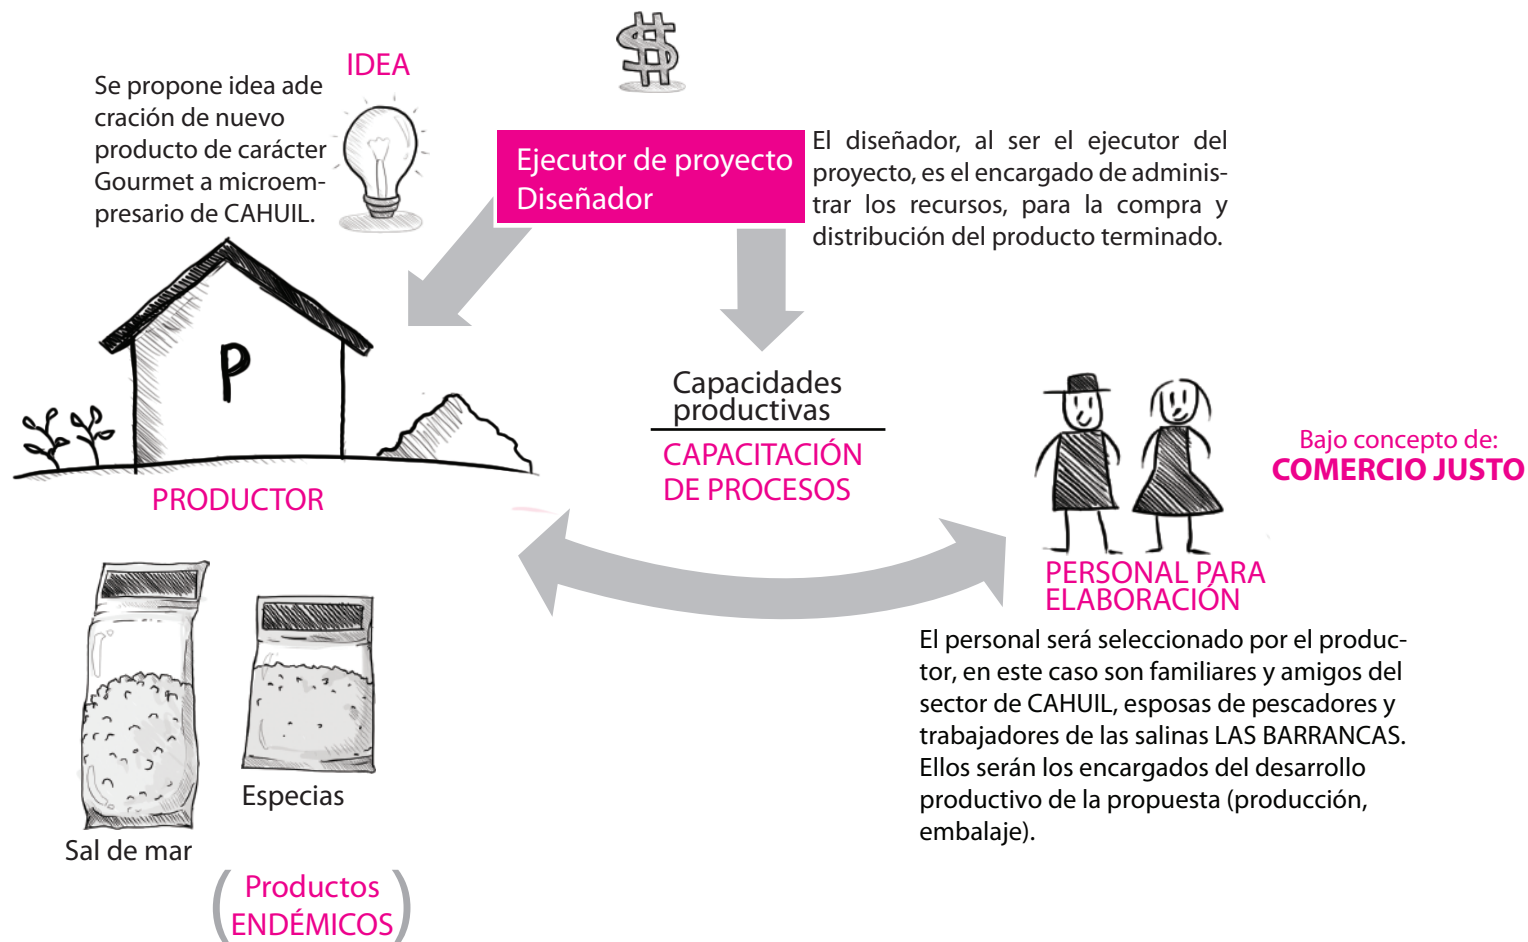 IDEA
Se propone idea ade
cración de nuevo
producto de carácter
Gourmet a microem-
presario de CAHUIL.
$
Ejecutor de proyecto
Diseñador
El diseñador, al ser el ejecutor del
proyecto, es el encargado de adminis-
trar los recursos, para la compra y
distribución del producto terminado.
P
PRODUCTOR
Capacidades
productivas
CAPACITACIÓN
DE PROCESOS
Bajo concepto de:
COMERCIO JUSTO
PERSONAL PARA
ELABORACIÓN
El personal será seleccionado por el produc-
tor, en este caso son familiares y amigos del
sector de CAHUIL, esposas de pescadores y
trabajadores de las salinas LAS BARRANCAS.
Ellos serán los encargados del desarrollo
productivo de la propuesta (producción,
embalaje).
Especias
Sal de mar
(Productos
ENDÉMICOS)